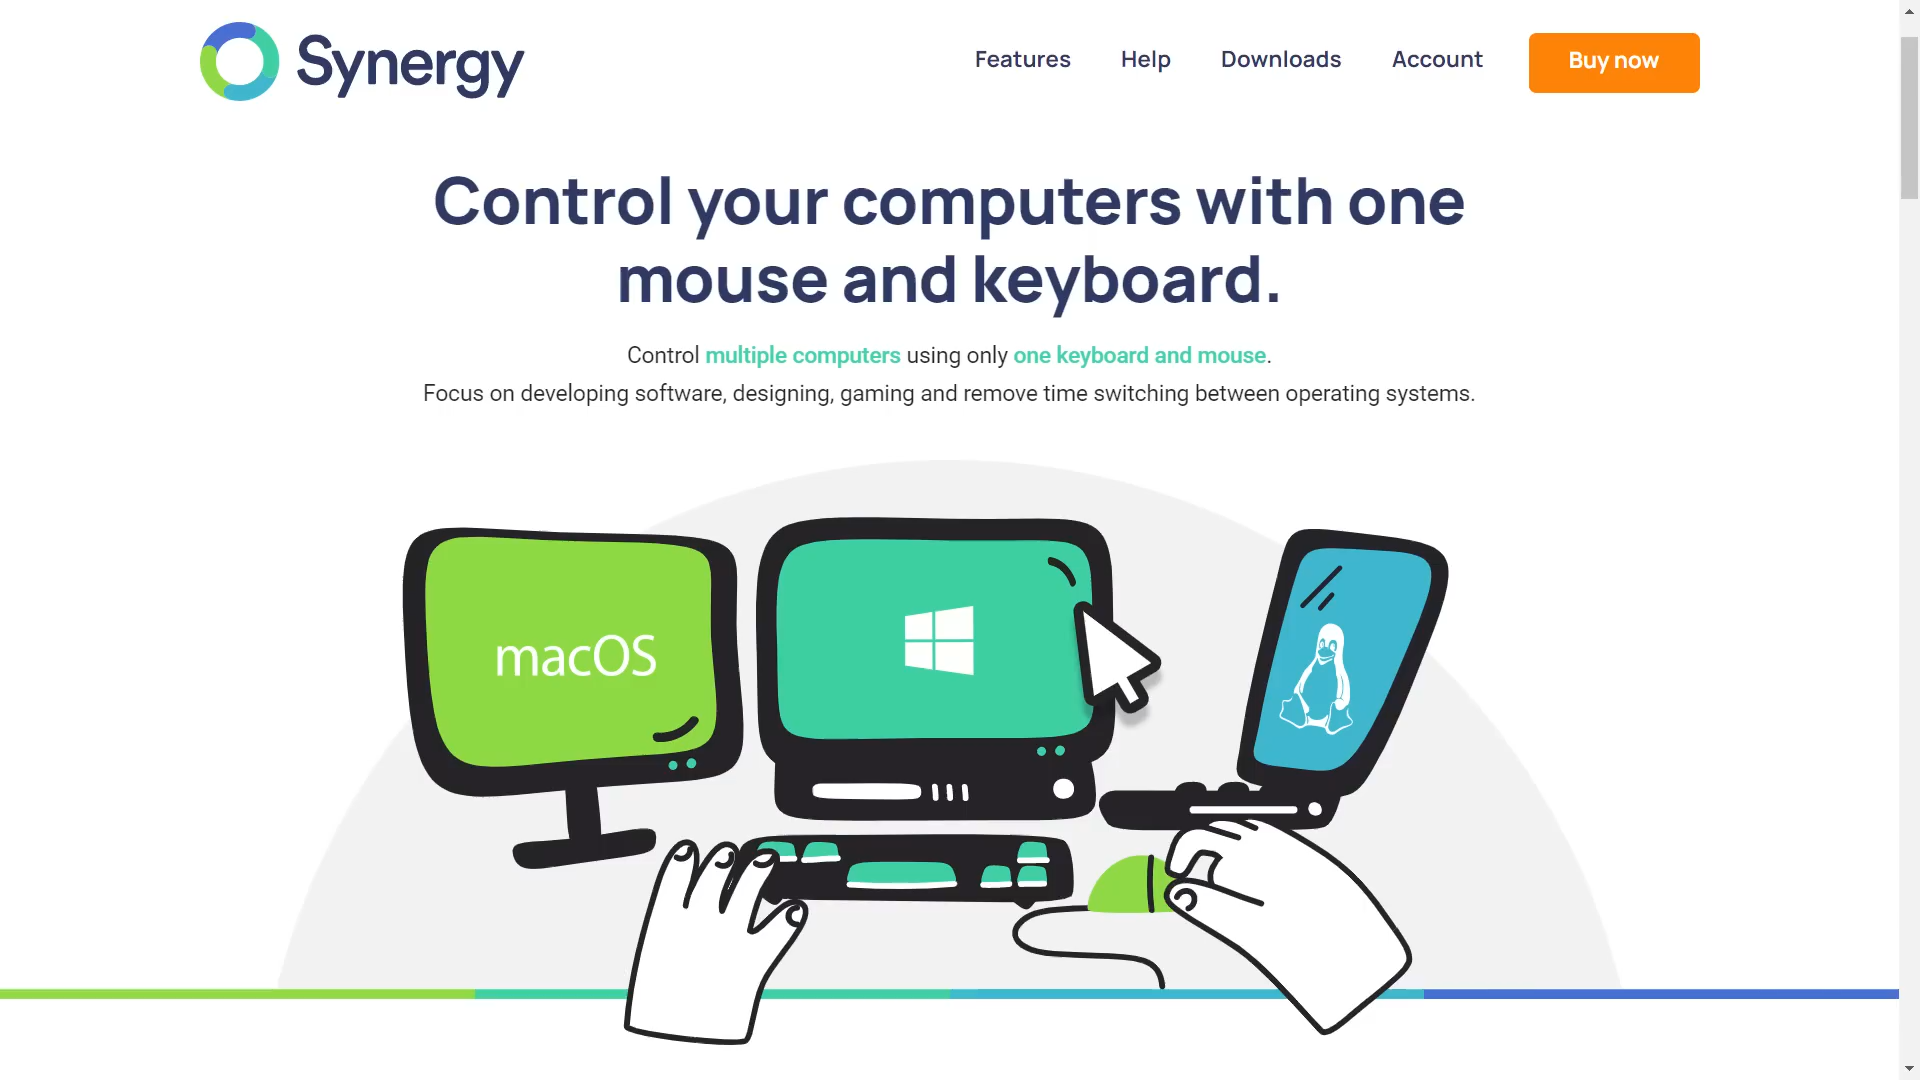 Synergy
Features
Help
Downloads
Account
Buy now
Control your computers with one
mouse and keyboard.
Control multiple computers using only one keyboard and mouse.
Focus on developing software, designing, gaming and remove time switching between operating systems.
macOS